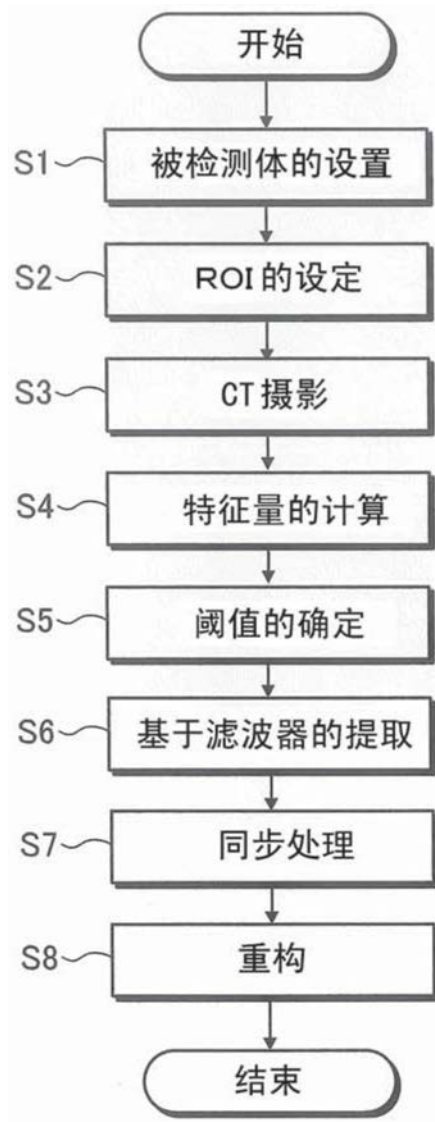 开始
S1 被检测体的设置
S2 ROI的设定
S3 CT摄影
S4 特征量的计算
S5 阈值的确定
S6 基于滤波器的提取
S7 同步处理
S8 重构
结束